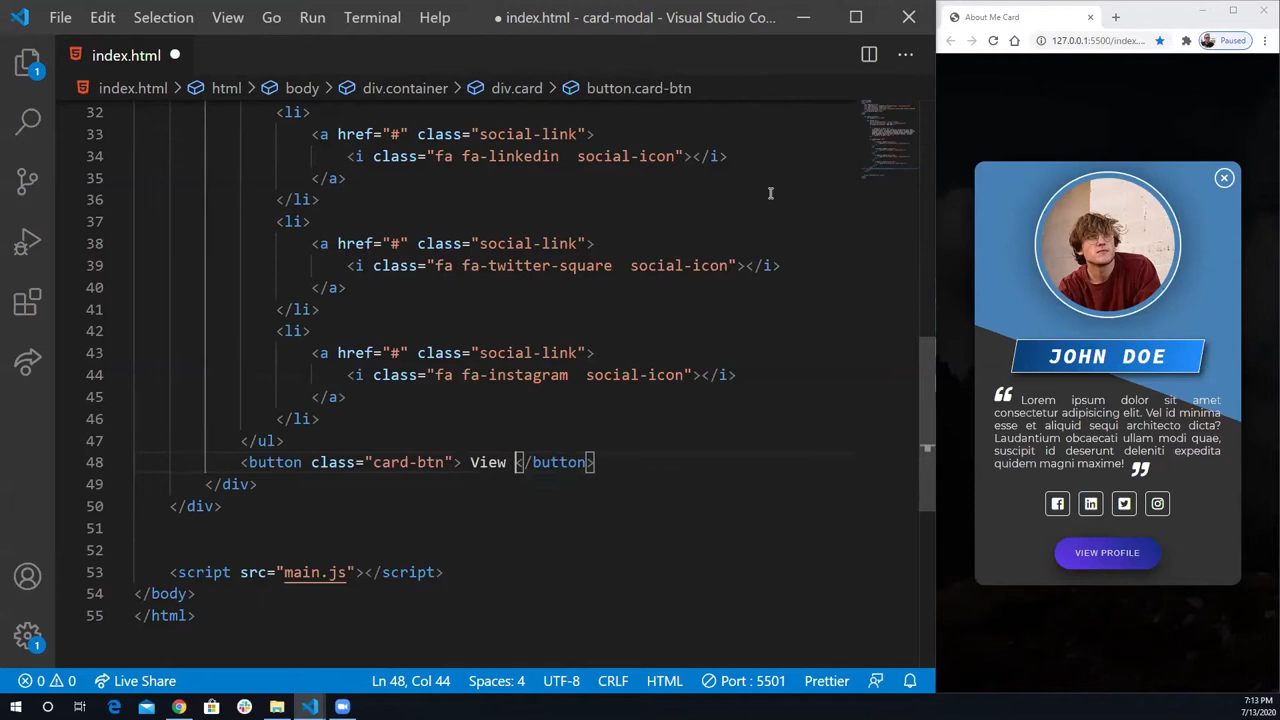 File Edit Selection View Go Run Terminal Help ● index.html - card-modal - Visual Studio Co...
index.html
index.html > html > body > div.container > div.card > button.card-btn
32 <li>
33 <a href="#" class="social-link">
34 <i class="fa fa-linkedin  social-icon"></i>
35 </a>
36 </li>
37 <li>
38 <a href="#" class="social-link">
39 <i class="fa fa-twitter-square  social-icon"></i>
40 </a>
41 </li>
42 <li>
43 <a href="#" class="social-link">
44 <i class="fa fa-instagram  social-icon"></i>
45 </a>
46 </li>
47 </ul>
48 <button class="card-btn"> View </button>
49 </div>
50 </div>
51
52
53 <script src="main.js"></script>
54 </body>
55 </html>
1
1
0 0 Live Share Ln 48, Col 44 Spaces: 4 UTF-8 CRLF HTML Port : 5501 Prettier
About Me Card
127.0.0.1:5500/index.... Paused
JOHN DOE
Lorem ipsum dolor sit amet
consectetur adipisicing elit. Vel id minima
esse et aliquid sequi architecto dicta?
Laudantium obcaecati ullam modi quae,
suscipit id deserunt deleniti expedita
quidem magni maxime!
VIEW PROFILE
7:13 PM
7/13/2020